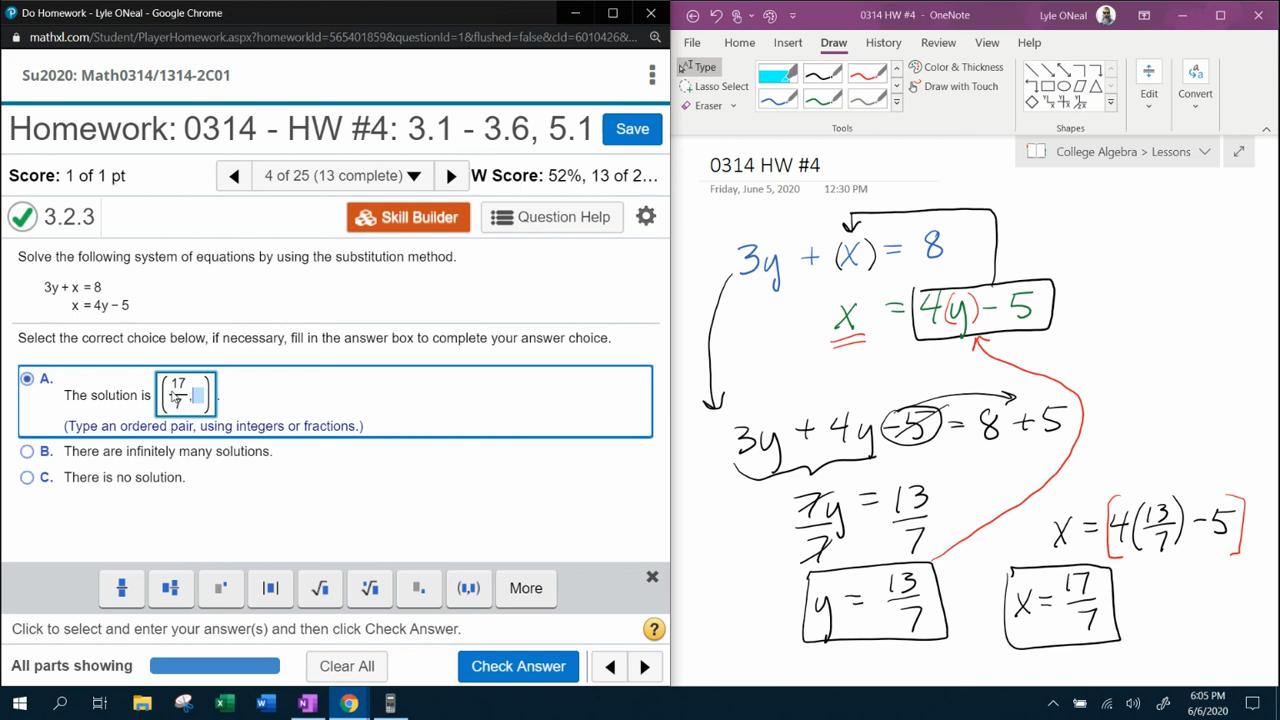 Do Homework - Lyle ONeal - Google Chrome
mathxl.com/Student/PlayerHomework.aspx?homeworkId=565401859&questionId=1&flushed=false&cId=6010426&...
Su2020: Math0314/1314-2C01
Homework: 0314 - HW #4: 3.1 - 3.6, 5.1
Save
Score: 1 of 1 pt
4 of 25 (13 complete)
W Score: 52%, 13 of 2...
3.2.3
Skill Builder
Question Help
Solve the following system of equations by using the substitution method.
3y + x = 8
x = 4y − 5
Select the correct choice below, if necessary, fill in the answer box to complete your answer choice.
A.
The solution is (17/7, ).
(Type an ordered pair, using integers or fractions.)
B. There are infinitely many solutions.
C. There is no solution.
More
Click to select and enter your answer(s) and then click Check Answer.
?
All parts showing
Clear All
Check Answer
0314 HW #4 - OneNote
Lyle ONeal
File Home Insert Draw History Review View Help
Type
Lasso Select
Eraser
Color & Thickness
Draw with Touch
Edit
Convert
Tools
Shapes
College Algebra > Lessons
0314 HW #4
Friday, June 5, 2020 12:30 PM
3y + (x) = 8
x = 4(y) − 5
3y + 4y − 5 = 8 + 5
7y/7 = 13/7
x = [4(13/7) − 5]
y = 13/7
x = 17/7
6:05 PM
6/6/2020